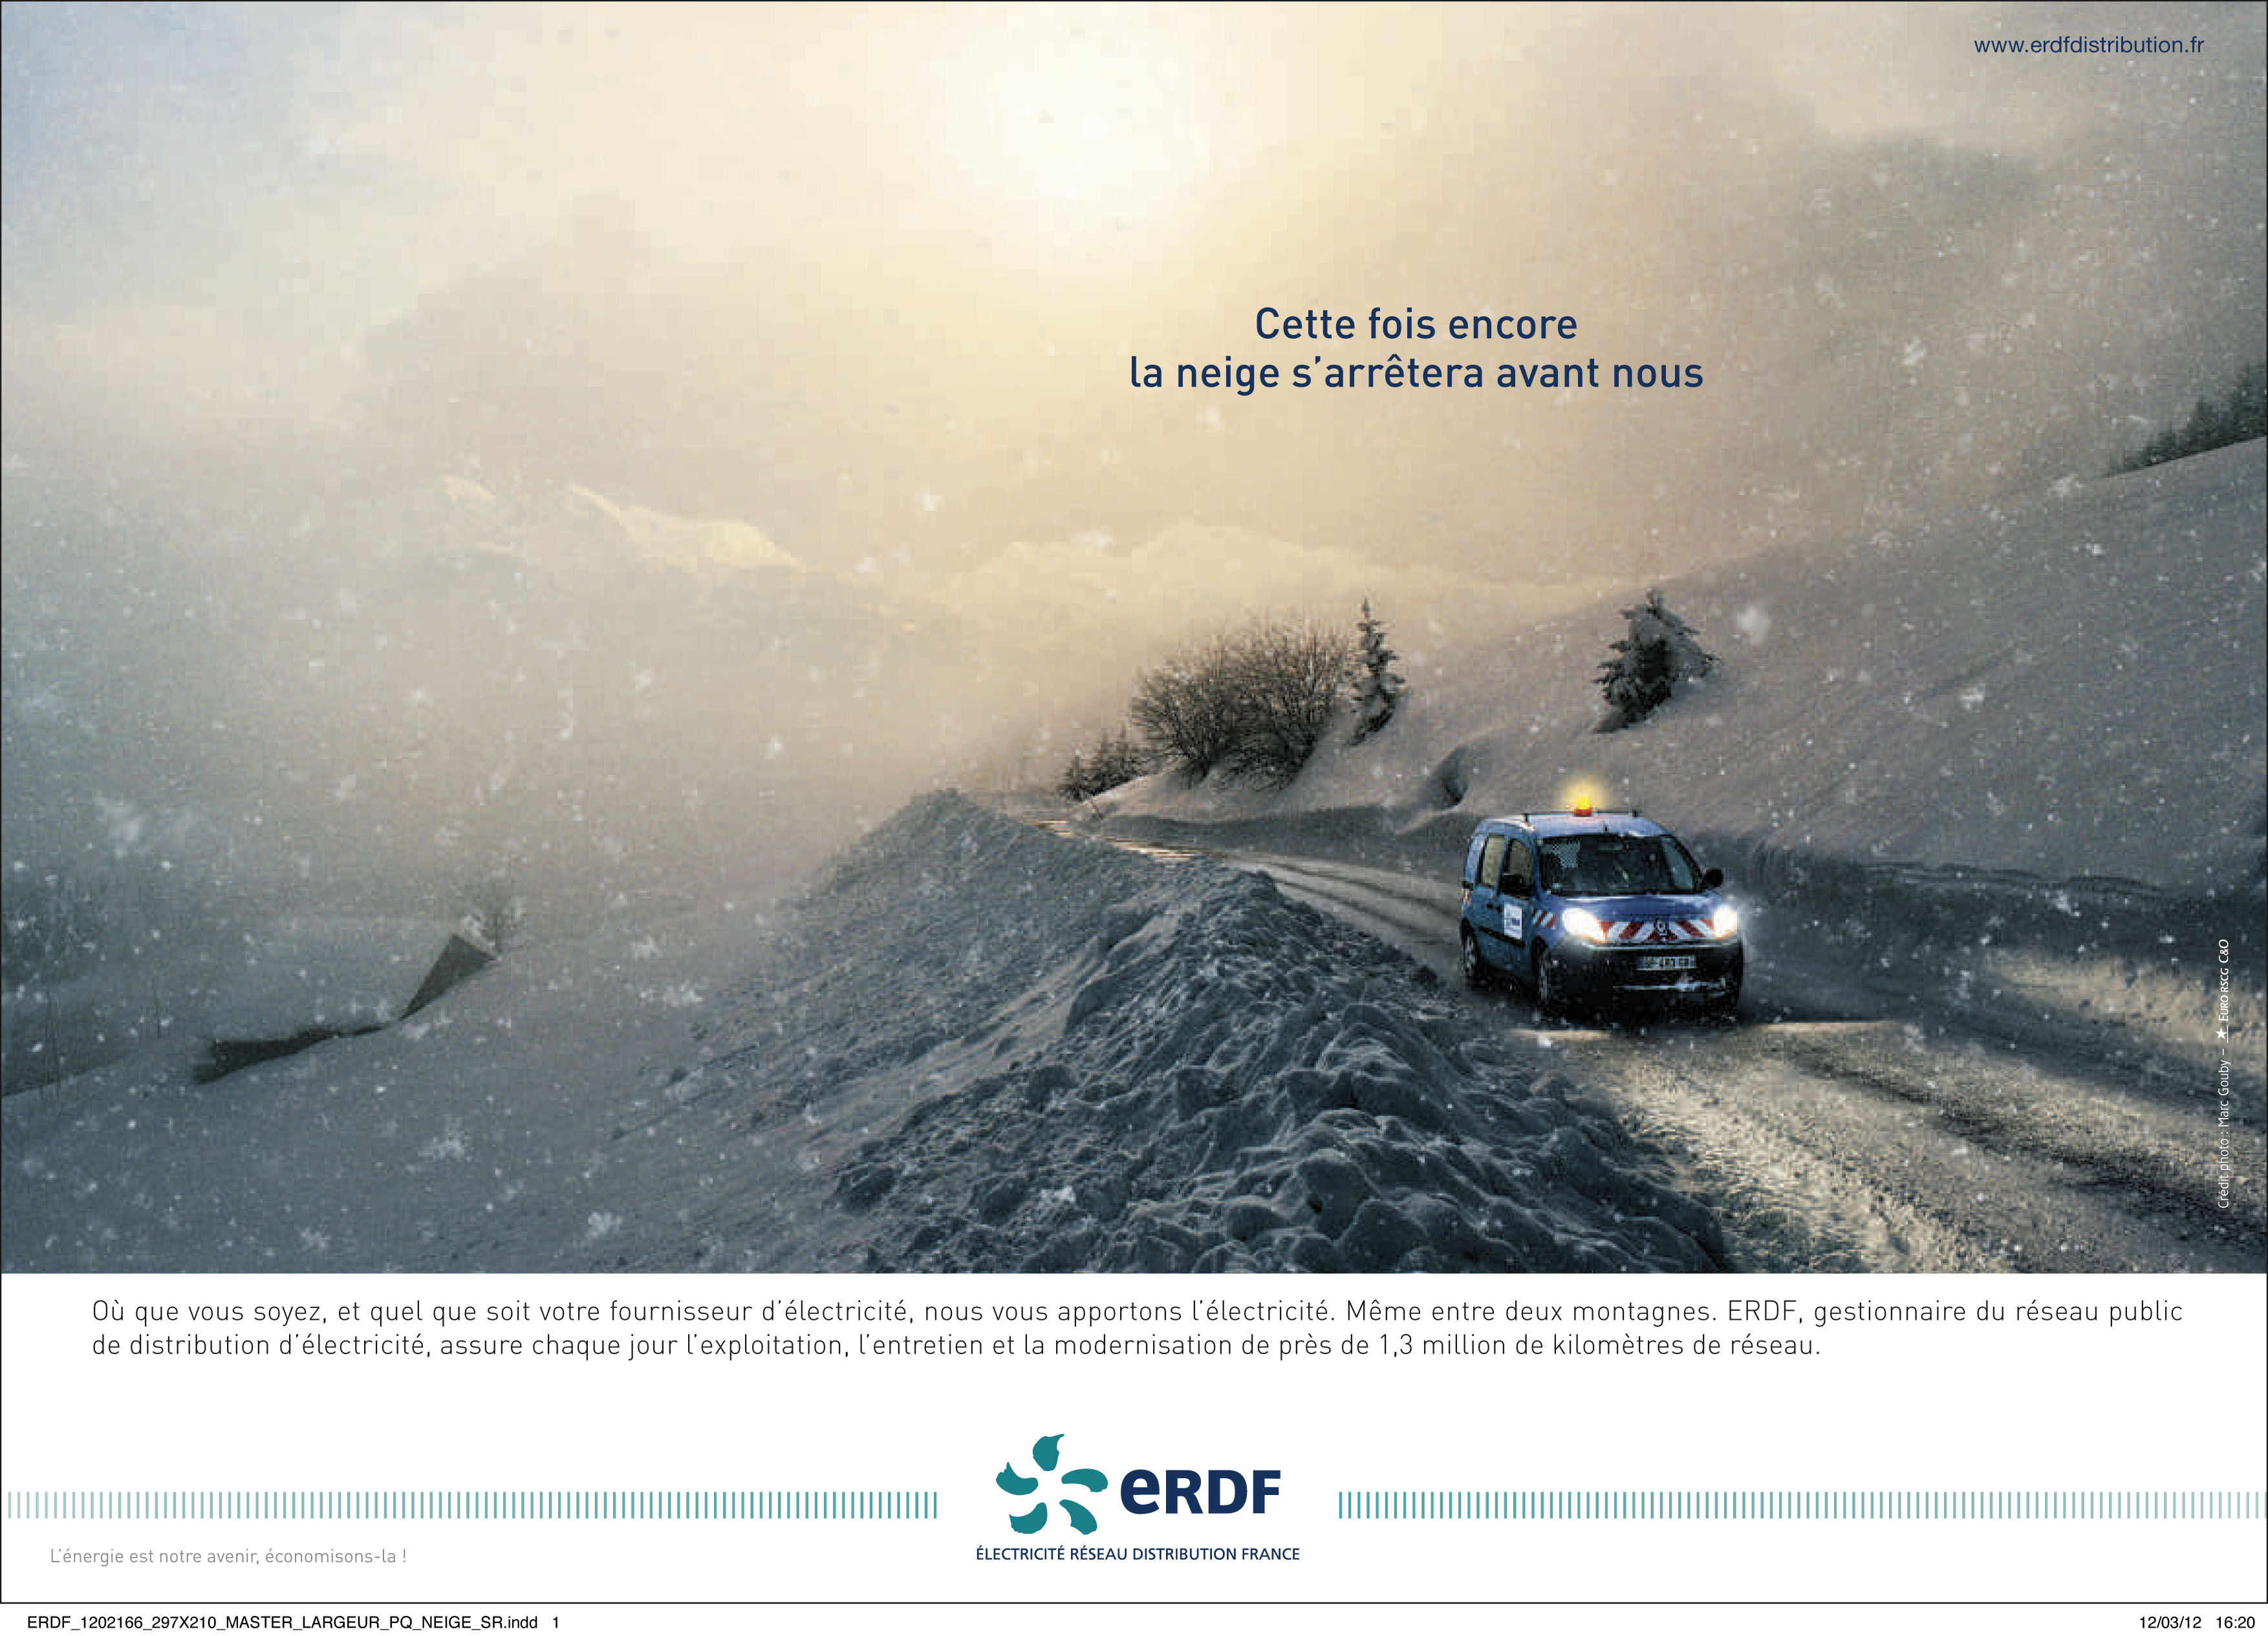 www.erdfdistribution.fr
Cette fois encore
la neige s’arrêtera avant nous
Crédit photo : Marc Gouby – EURO RSCG C&O
Où que vous soyez, et quel que soit votre fournisseur d’électricité, nous vous apportons l’électricité. Même entre deux montagnes. ERDF, gestionnaire du réseau public
de distribution d’électricité, assure chaque jour l’exploitation, l’entretien et la modernisation de près de 1,3 million de kilomètres de réseau.
eRDF
ÉLECTRICITÉ RÉSEAU DISTRIBUTION FRANCE
L’énergie est notre avenir, économisons-la !
ERDF_1202166_297X210_MASTER_LARGEUR_PQ_NEIGE_SR.indd 1
12/03/12 16:20